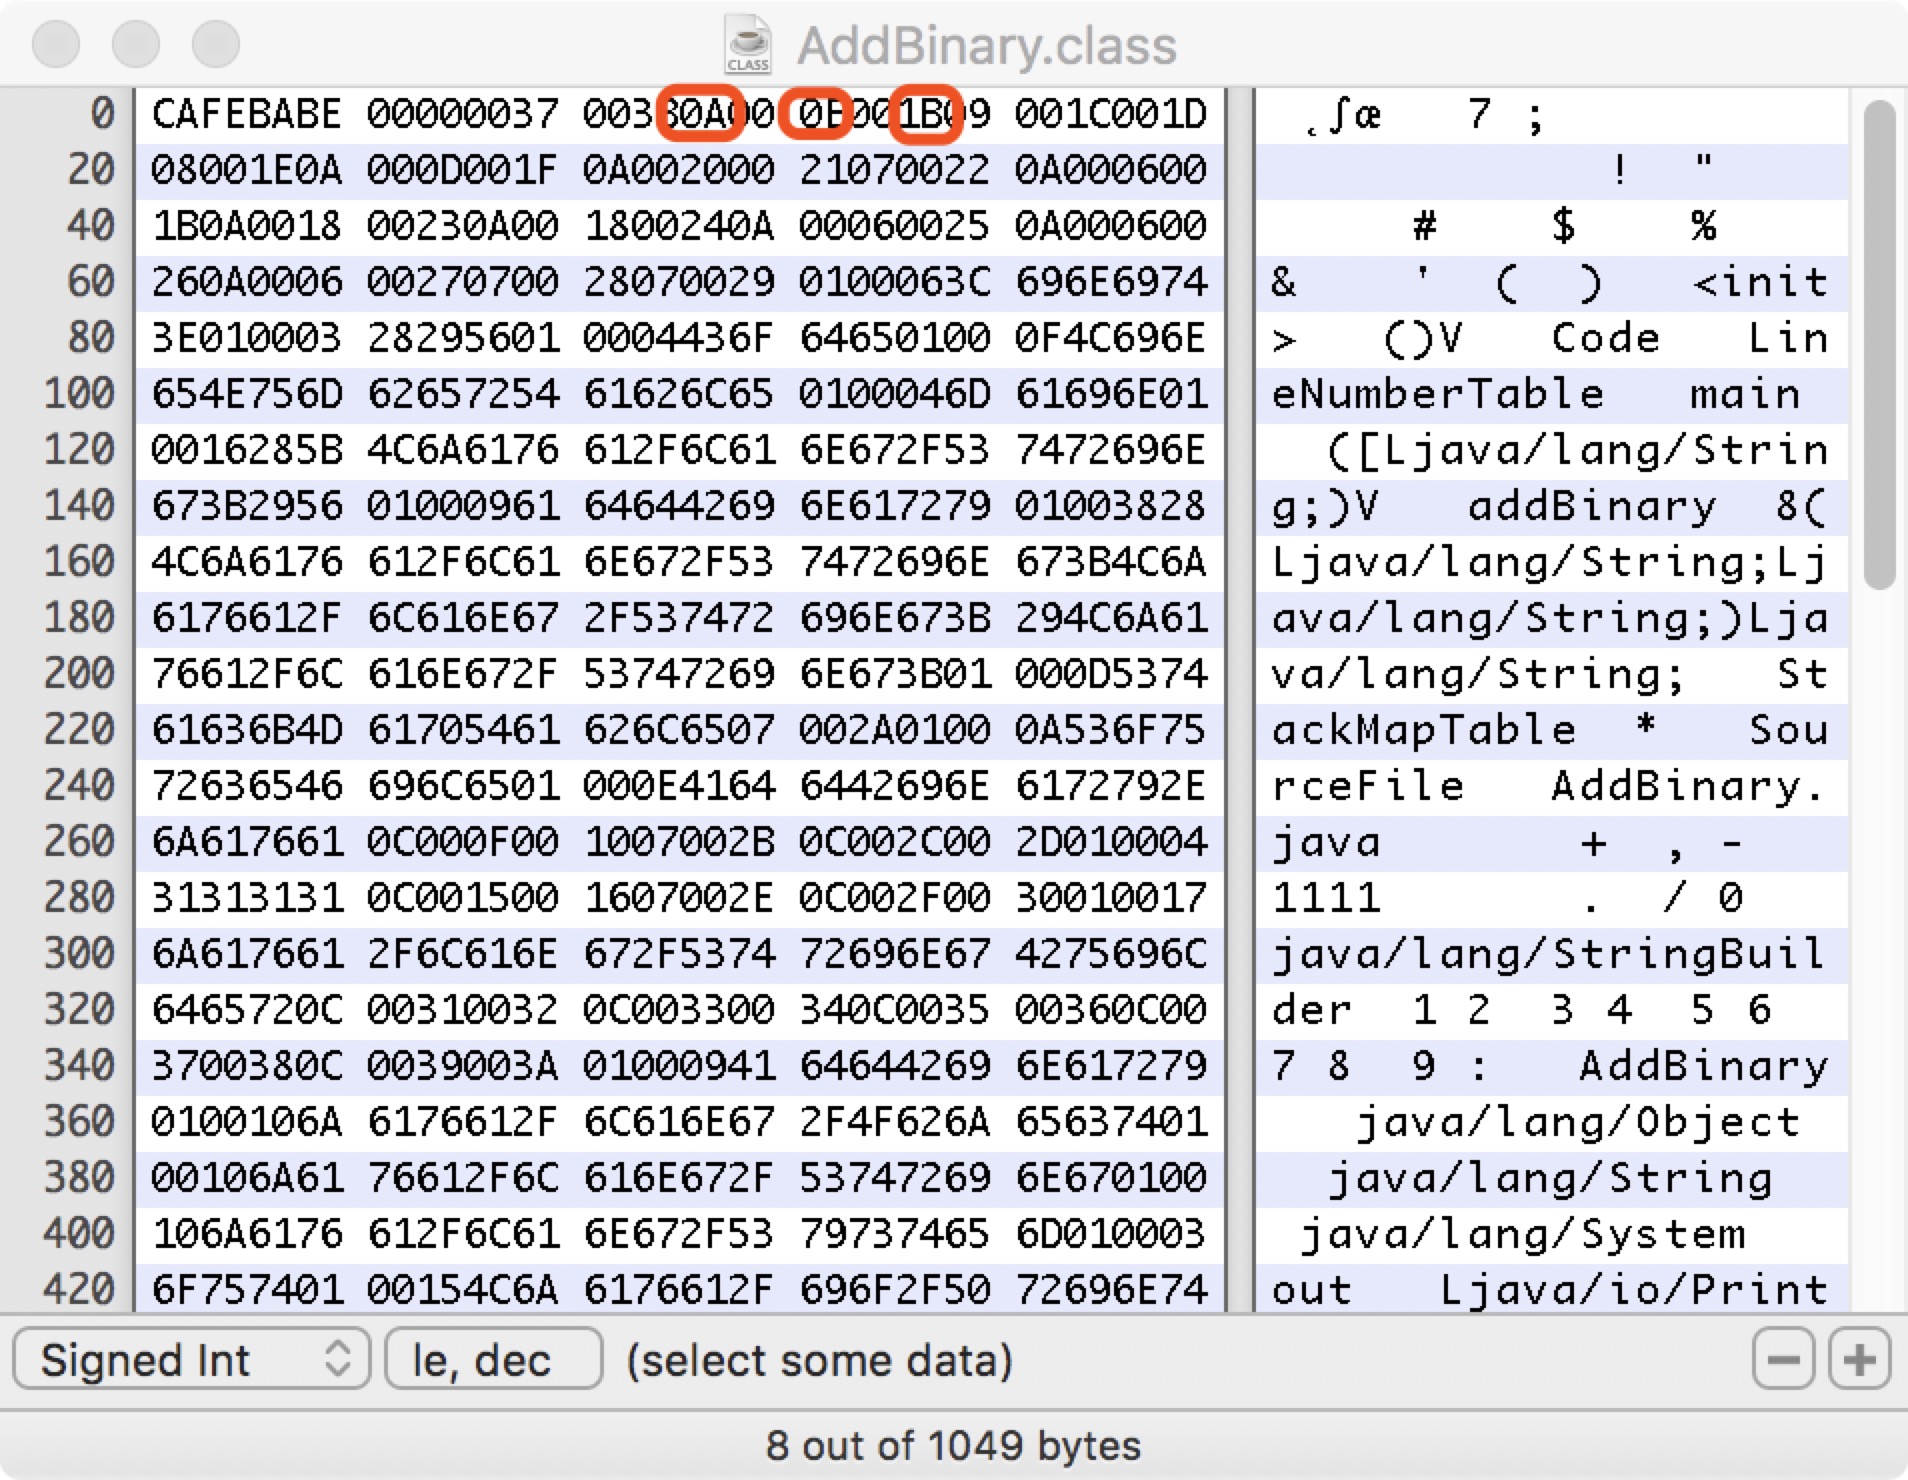 CLASS AddBinary.class
0 CAFEBABE 00000037 003B0A00 0E001B09 001C001D ˛∫œ 7 ;
20 08001E0A 000D001F 0A002000 21070022 0A000600 ! "
40 1B0A0018 00230A00 1800240A 00060025 0A000600 # $ %
60 260A0006 00270700 28070029 0100063C 696E6974 & ' ( ) <init
80 3E010003 28295601 0004436F 64650100 0F4C696E > ()V Code Lin
100 654E756D 62657254 61626C65 0100046D 61696E01 eNumberTable main
120 0016285B 4C6A6176 612F6C61 6E672F53 7472696E ([Ljava/lang/Strin
140 673B2956 01000961 64644269 6E617279 01003828 g;)V addBinary 8(
160 4C6A6176 612F6C61 6E672F53 7472696E 673B4C6A Ljava/lang/String;Lj
180 6176612F 6C616E67 2F537472 696E673B 294C6A61 ava/lang/String;)Lja
200 76612F6C 616E672F 53747269 6E673B01 000D5374 va/lang/String; St
220 61636B4D 61705461 626C6507 002A0100 0A536F75 ackMapTable * Sou
240 72636546 696C6501 000E4164 6442696E 6172792E rceFile AddBinary.
260 6A617661 0C000F00 1007002B 0C002C00 2D010004 java + , -
280 31313131 0C001500 1607002E 0C002F00 30010017 1111 . / 0
300 6A617661 2F6C616E 672F5374 72696E67 4275696C java/lang/StringBuil
320 6465720C 00310032 0C003300 340C0035 00360C00 der 1 2 3 4 5 6
340 3700380C 0039003A 01000941 64644269 6E617279 7 8 9 : AddBinary
360 0100106A 6176612F 6C616E67 2F4F626A 65637401 java/lang/Object
380 00106A61 76612F6C 616E672F 53747269 6E670100 java/lang/String
400 106A6176 612F6C61 6E672F53 79737465 6D010003 java/lang/System
420 6F757401 00154C6A 6176612F 696F2F50 72696E74 out Ljava/io/Print
Signed Int le, dec (select some data)
8 out of 1049 bytes